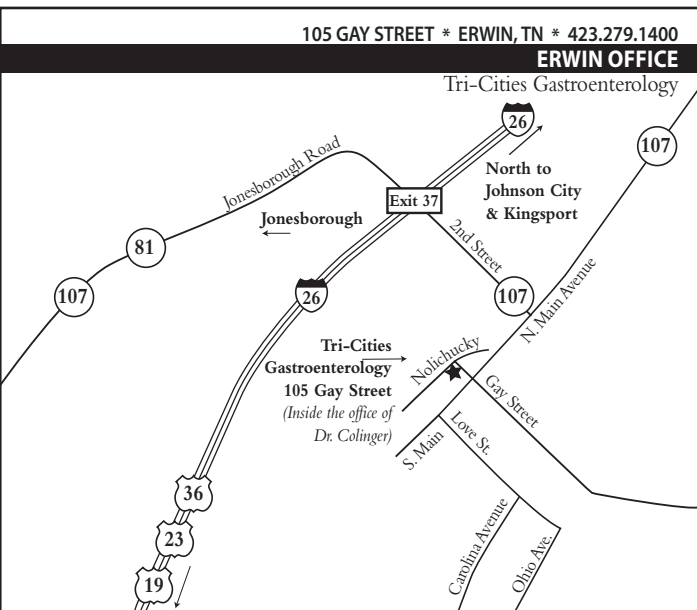 105 GAY STREET * ERWIN, TN * 423.279.1400
ERWIN OFFICE
Tri-Cities Gastroenterology
26
107
North to
Johnson City
& Kingsport
Jonesborough Road
Exit 37
Jonesborough
81
2nd Street
107
26
107
N. Main Avenue
Tri-Cities
Gastroenterology
105 Gay Street
(Inside the office of
Dr. Colinger)
Nolichucky
Gay Street
S. Main
Love St.
36
23
19
Carolina Avenue
Ohio Ave.